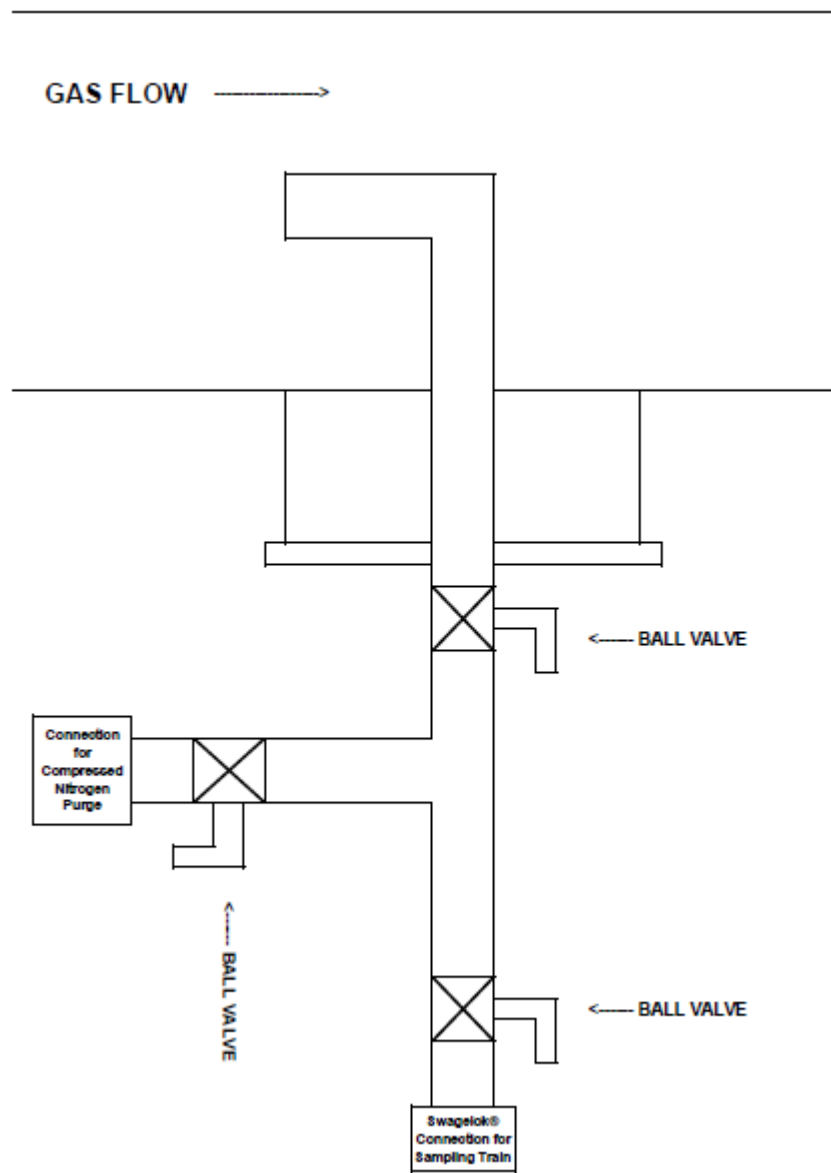 GAS FLOW ------------------->
<------ BALL VALVE
Connection
for
Compressed
Nitrogen
Purge
<------ BALL VALVE
<------ BALL VALVE
Swagelok®
Connection for
Sampling Train